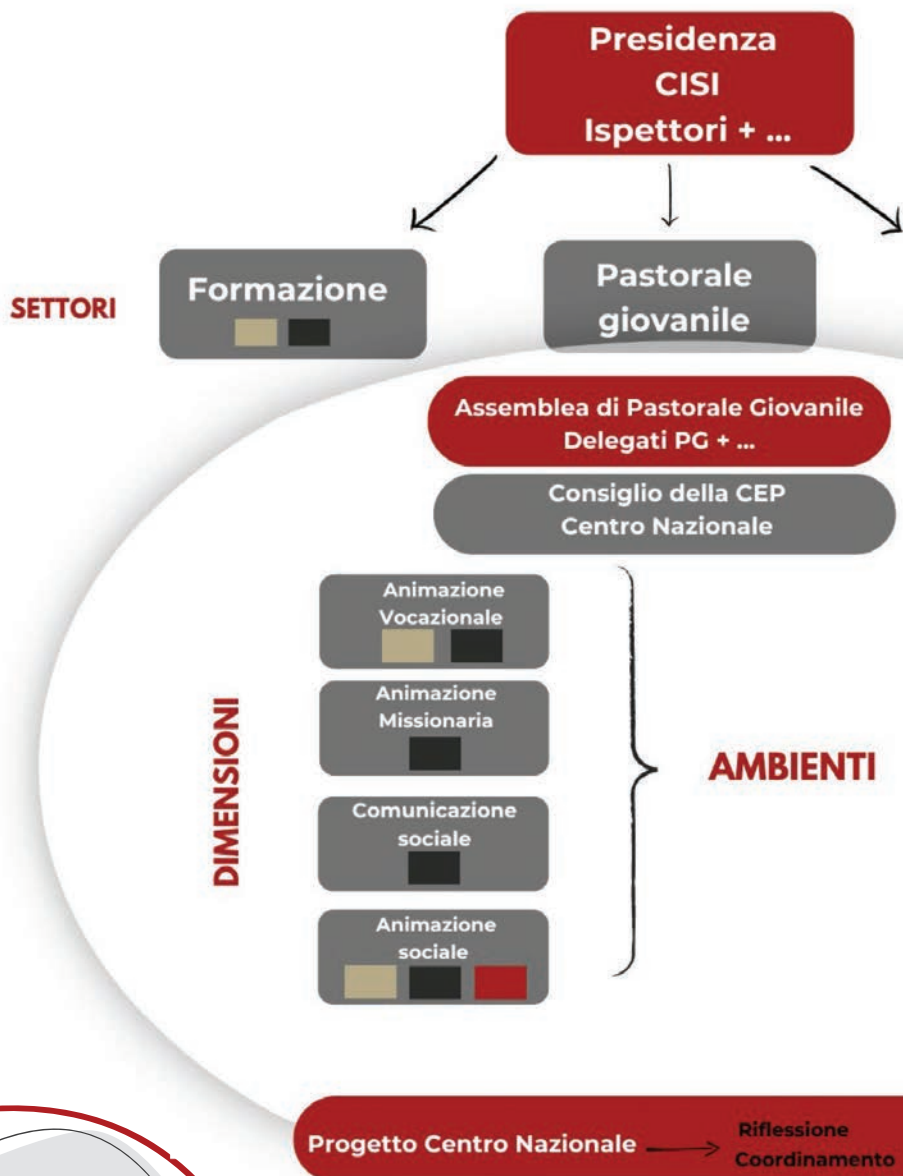 Presidenza
CISI
Ispettori + ...
SETTORI
Formazione
Pastorale
giovanile
Assemblea di Pastorale Giovanile
Delegati PG + ...
Consiglio della CEP
Centro Nazionale
DIMENSIONI
Animazione
Vocazionale
Animazione
Missionaria
Comunicazione
sociale
Animazione
sociale
AMBIENTI
Progetto Centro Nazionale
Riflessione
Coordinamento